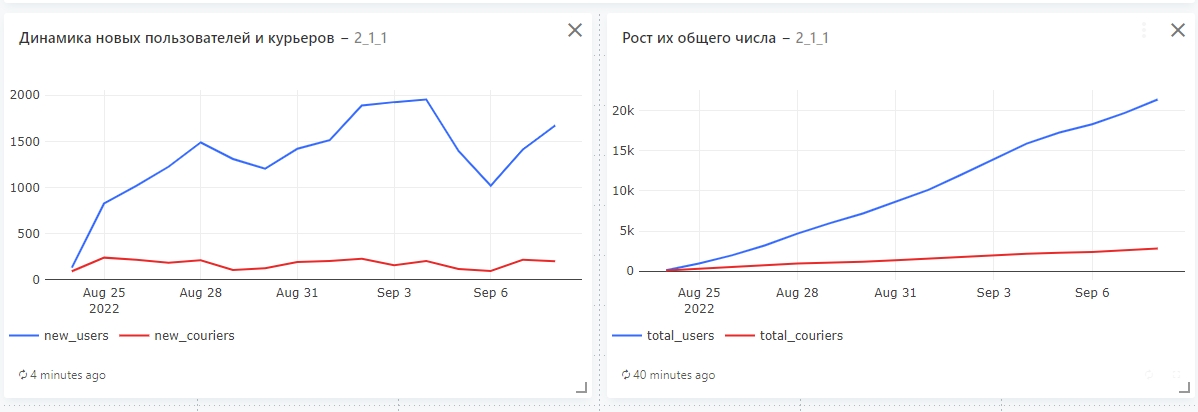 Динамика новых пользователей и курьеров – 2_1_1
2000
1500
1000
500
0
Aug 25
2022
Aug 28
Aug 31
Sep 3
Sep 6
new_users
new_couriers
4 minutes ago
Рост их общего числа – 2_1_1
20k
15k
10k
5k
0
Aug 25
2022
Aug 28
Aug 31
Sep 3
Sep 6
total_users
total_couriers
40 minutes ago